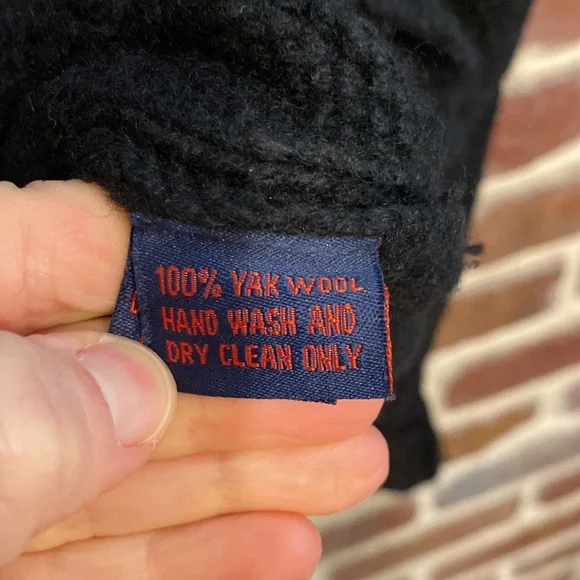 100% YAK WOOL
HAND WASH AND
DRY CLEAN ONLY